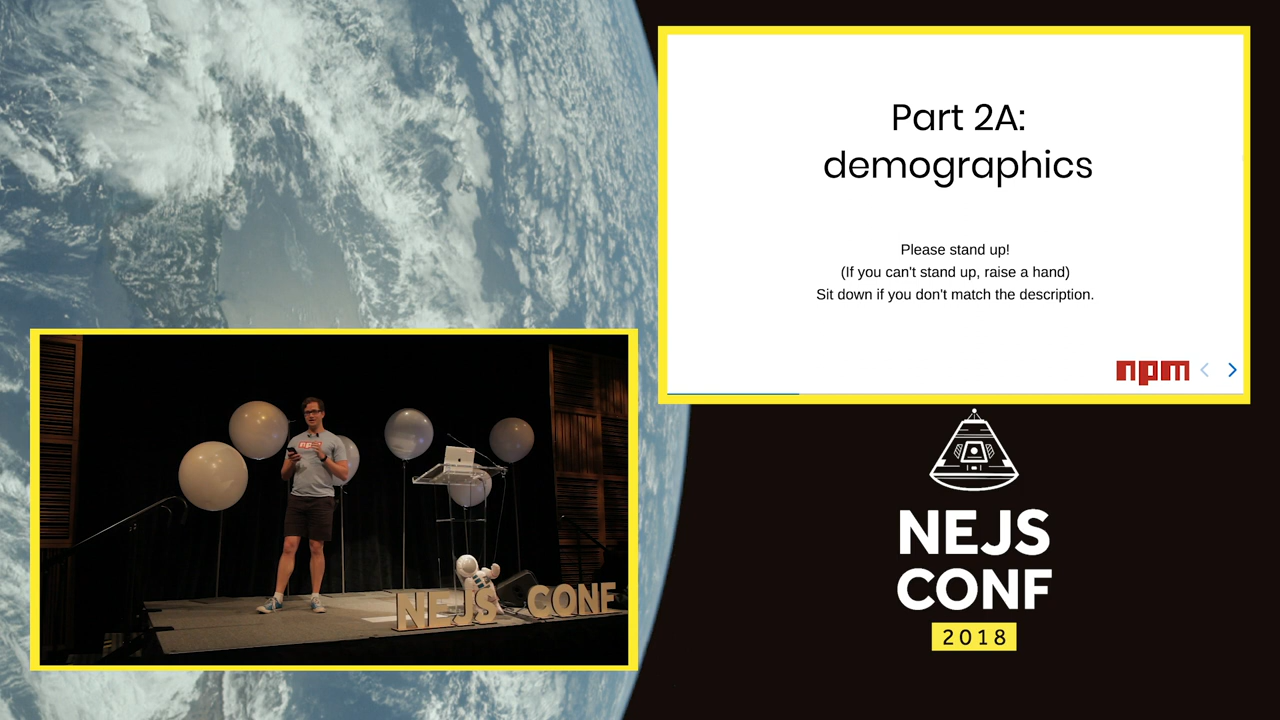 Part 2A:
demographics
Please stand up!
(If you can't stand up, raise a hand)
Sit down if you don't match the description.
npm
npm
NEJS CONF
NEJS
CONF
2018